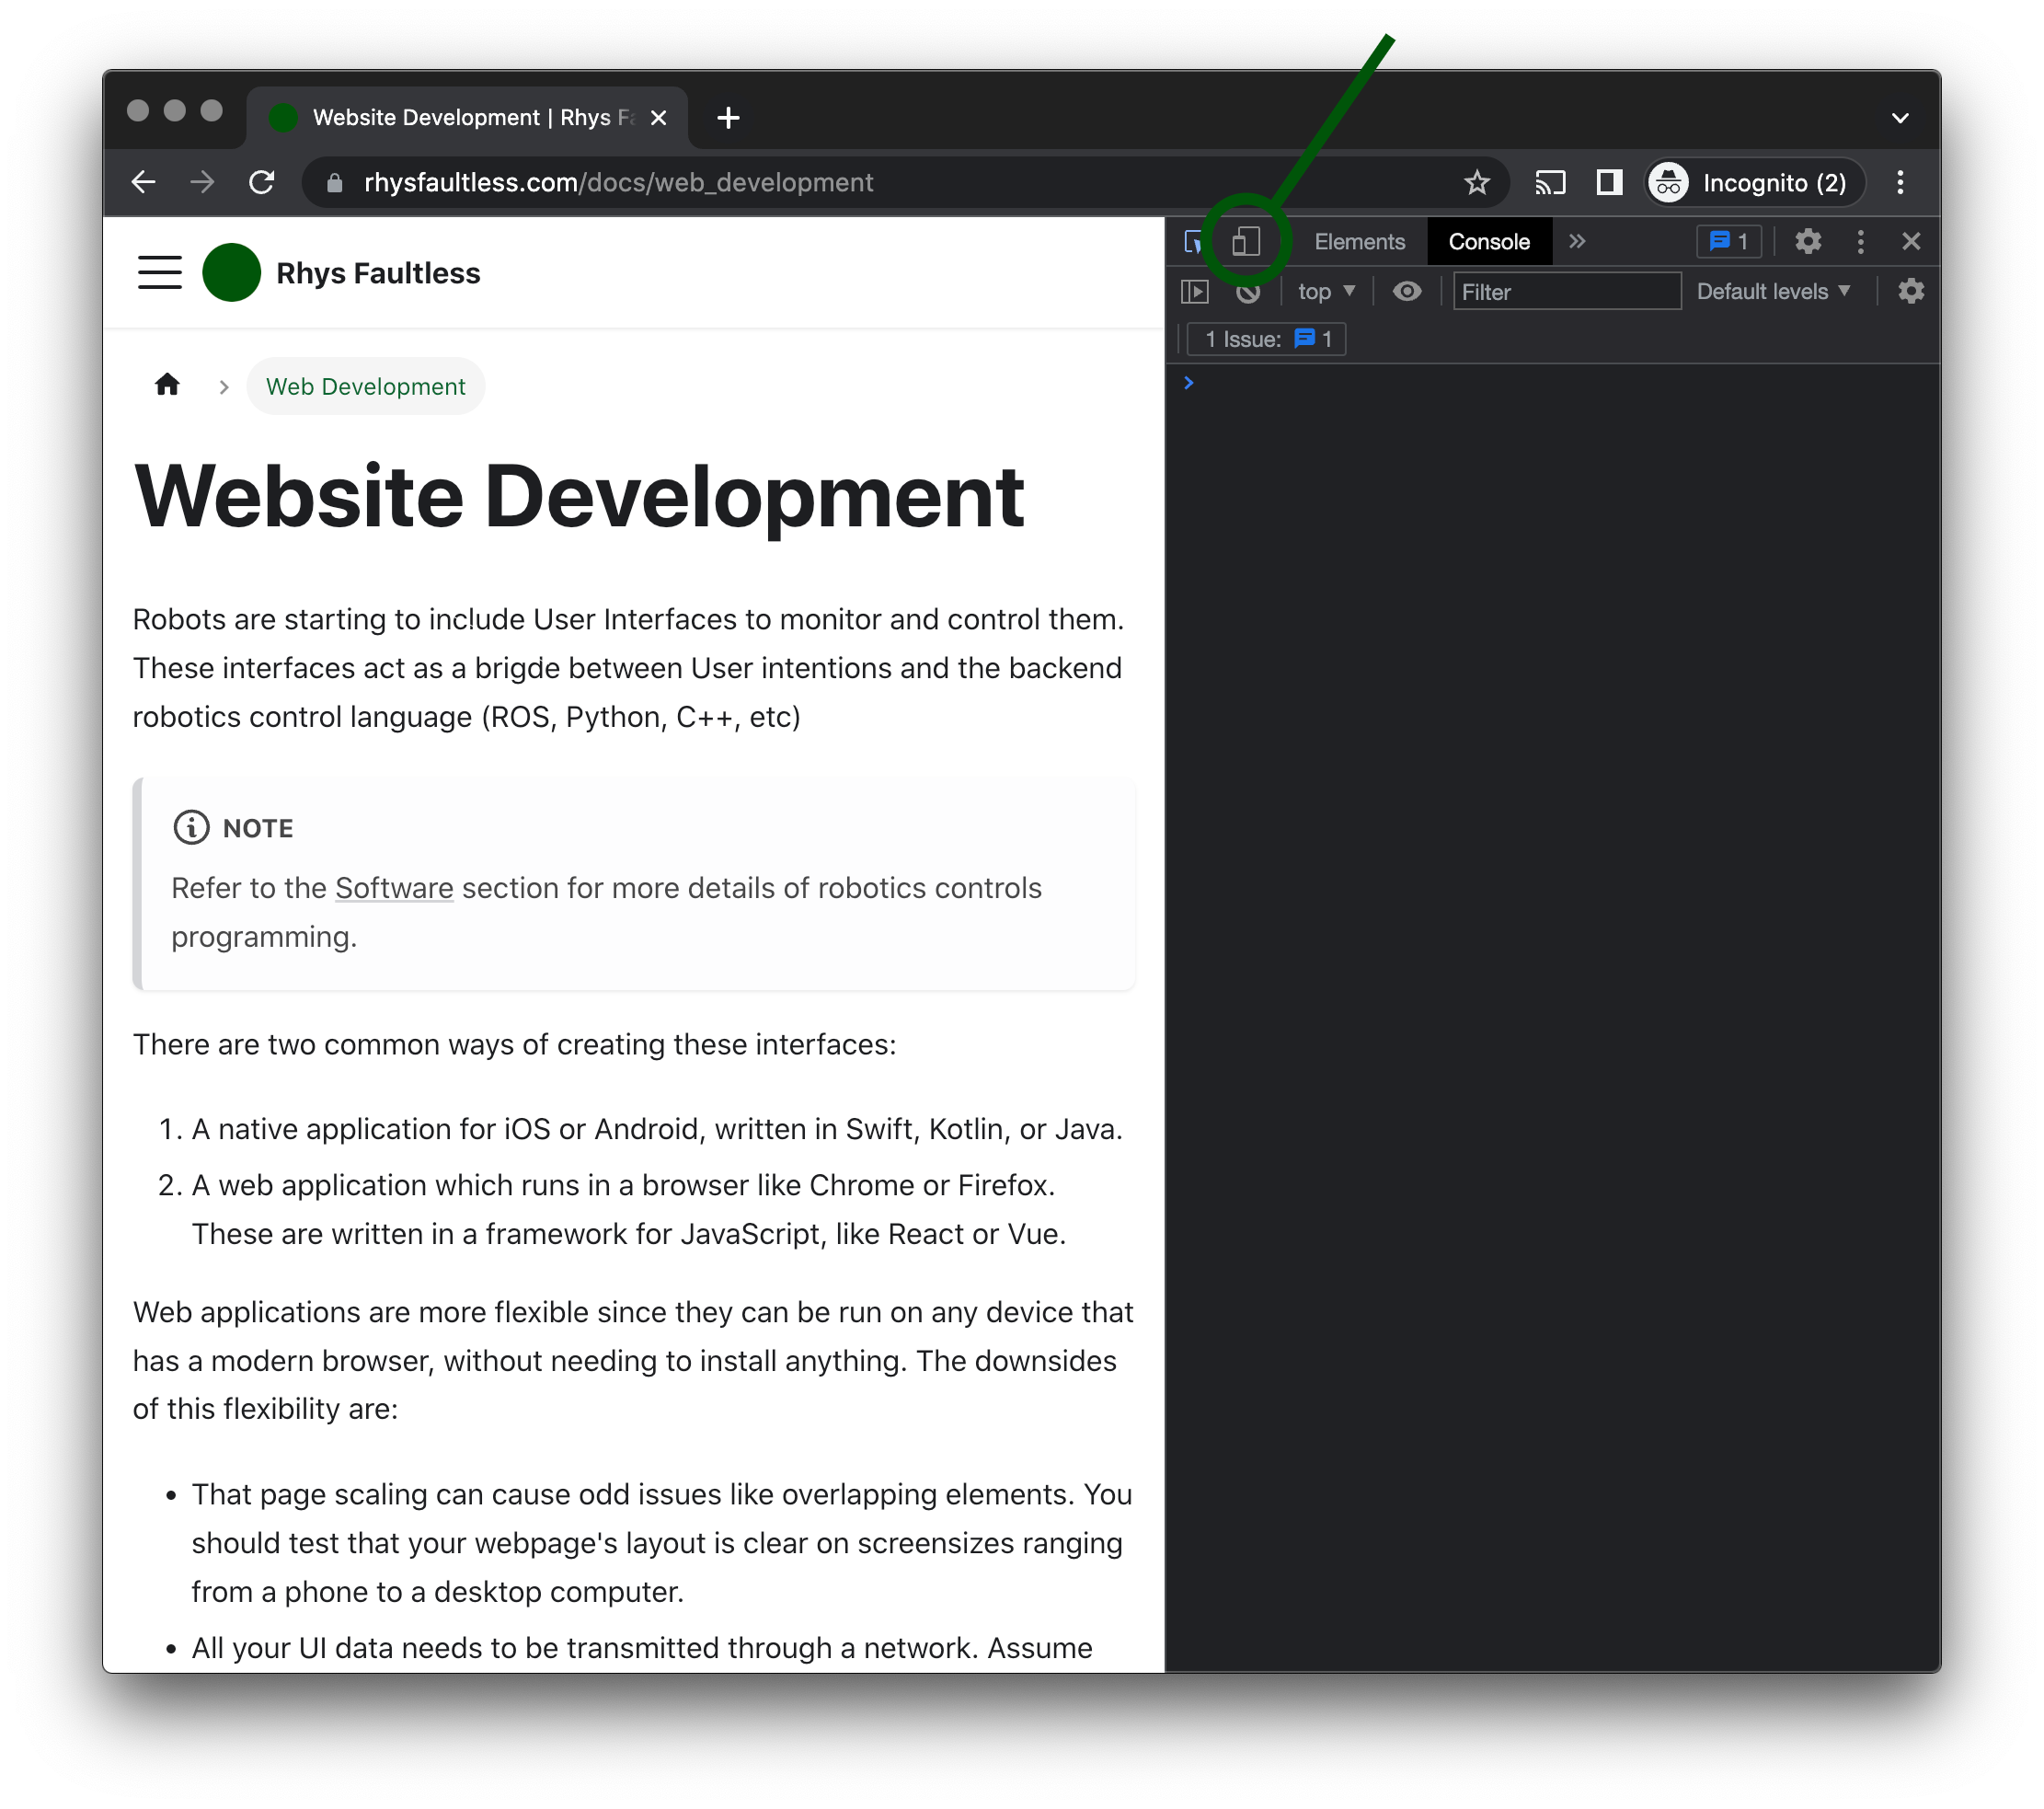 Website Development | Rhys Fa
rhysfaultless.com/docs/web_development
Incognito (2)
Rhys Faultless
Web Development
Website Development
Robots are starting to include User Interfaces to monitor and control them.
These interfaces act as a brigde between User intentions and the backend
robotics control language (ROS, Python, C++, etc)
NOTE
Refer to the Software section for more details of robotics controls
programming.
There are two common ways of creating these interfaces:
1. A native application for iOS or Android, written in Swift, Kotlin, or Java.
2. A web application which runs in a browser like Chrome or Firefox.
These are written in a framework for JavaScript, like React or Vue.
Web applications are more flexible since they can be run on any device that
has a modern browser, without needing to install anything. The downsides
of this flexibility are:
• That page scaling can cause odd issues like overlapping elements. You
should test that your webpage's layout is clear on screensizes ranging
from a phone to a desktop computer.
• All your UI data needs to be transmitted through a network. Assume
Elements Console 1
top Filter Default levels
1 Issue: 1